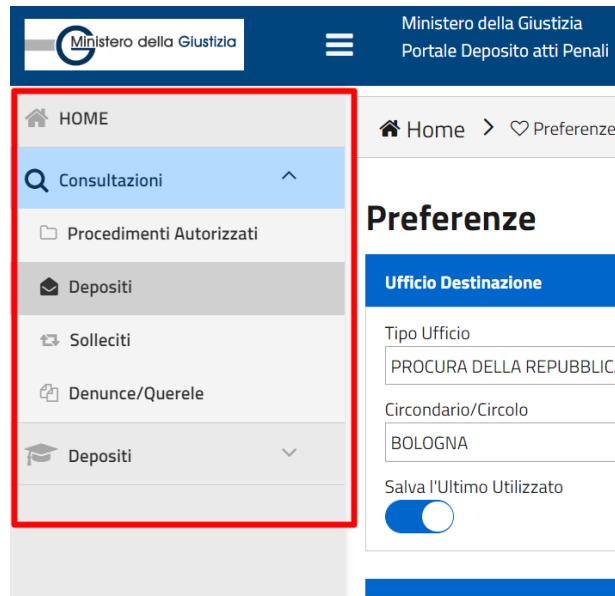 Ministero della Giustizia
Ministero della Giustizia
Portale Deposito atti Penali
HOME
Consultazioni
Procedimenti Autorizzati
Depositi
Solleciti
Denunce/Querele
Depositi
Home > Preferenze
Preferenze
Ufficio Destinazione
Tipo Ufficio
PROCURA DELLA REPUBBLICA
Circondario/Circolo
BOLOGNA
Salva l'Ultimo Utilizzato